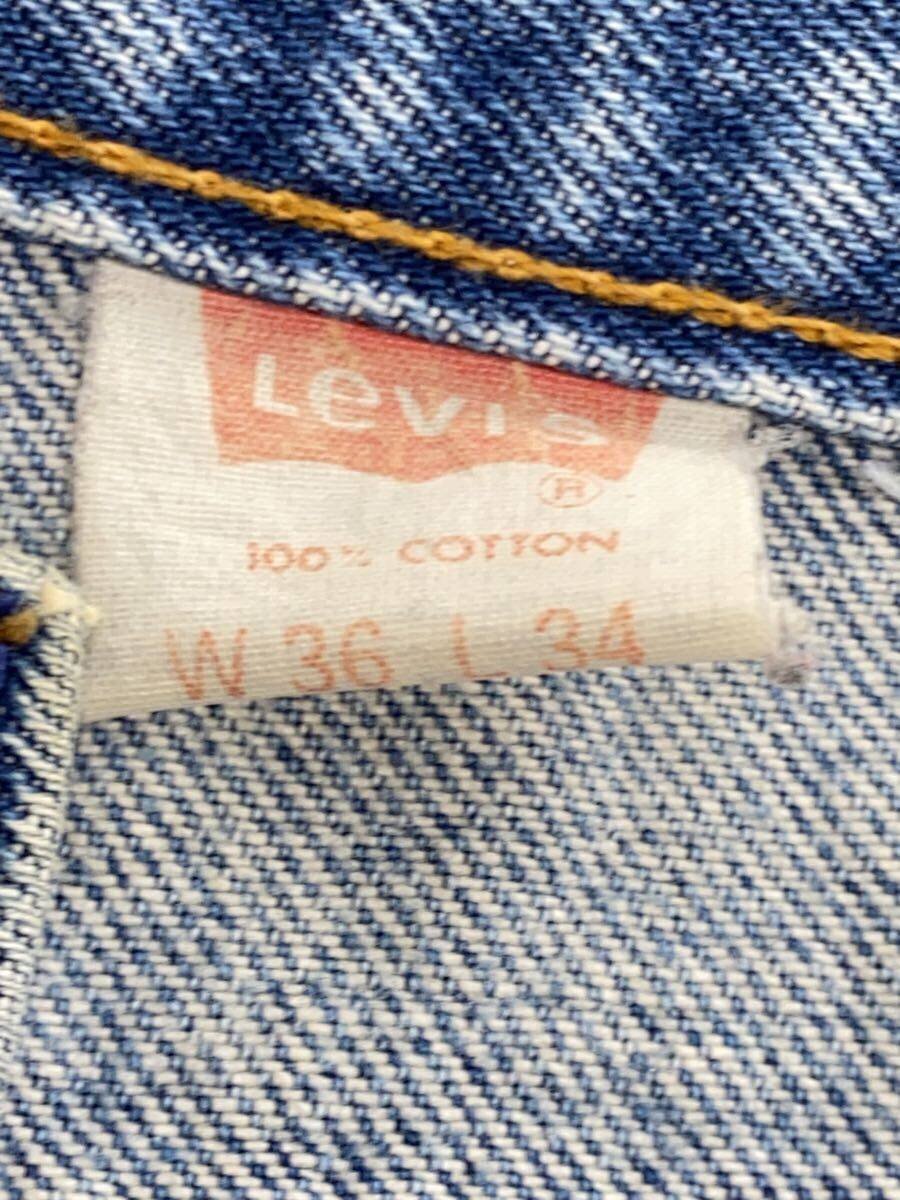 Levi's
®
100% COTTON
W 36 L 34